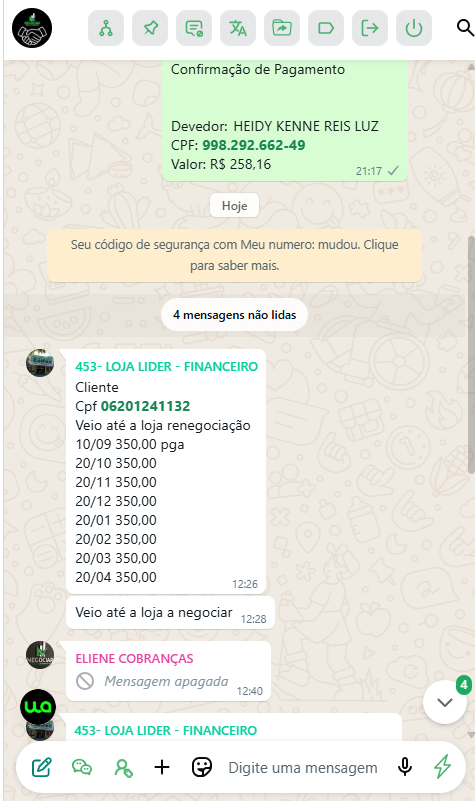 Confirmação de Pagamento
Devedor: HEIDY KENNE REIS LUZ
CPF: 998.292.662-49
Valor: R$ 258,16
21:17
Hoje
Seu código de segurança com Meu numero: mudou. Clique
para saber mais.
4 mensagens não lidas
453- LOJA LIDER - FINANCEIRO
Cliente
Cpf 06201241132
Veio até a loja renegociação
10/09 350,00 pga
20/10 350,00
20/11 350,00
20/12 350,00
20/01 350,00
20/02 350,00
20/03 350,00
20/04 350,00
12:26
Veio até a loja a negociar
12:28
NEGOCIAR
ELIENE COBRANÇAS
Mensagem apagada
12:40
4
453- LOJA LIDER - FINANCEIRO
Digite uma mensagem